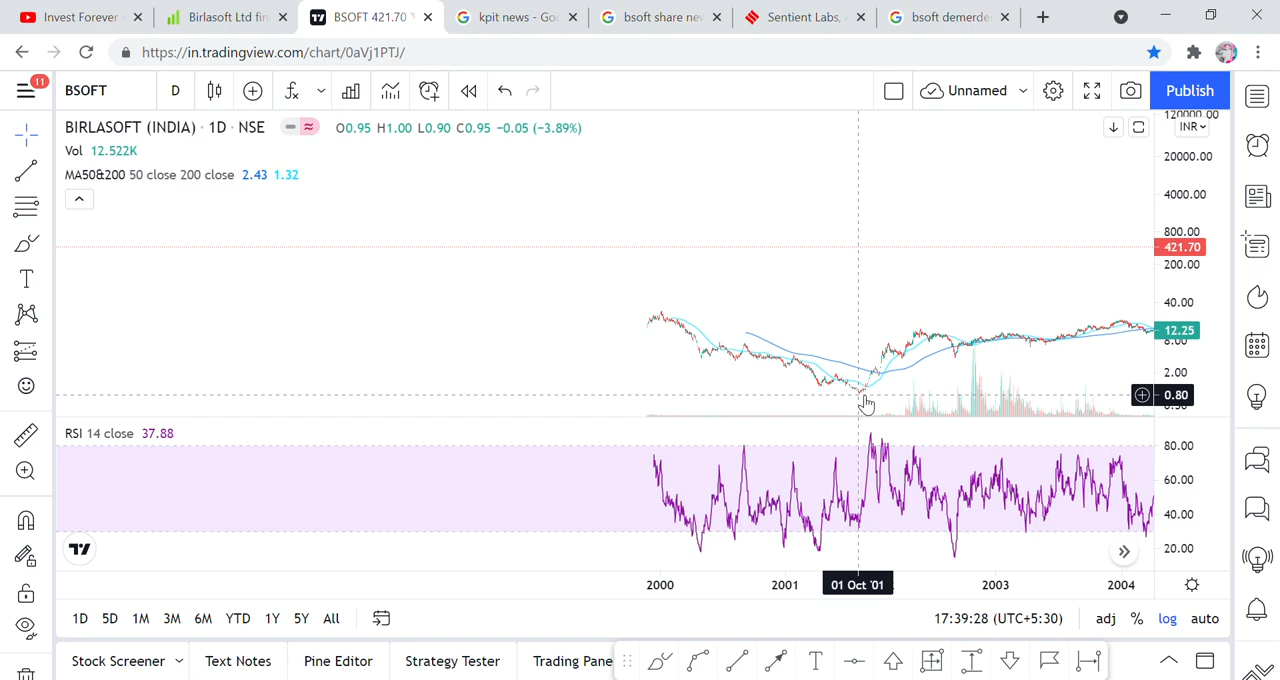 Invest Forever
Birlasoft Ltd fin
BSOFT 421.70
kpit news - Goo
bsoft share ne
Sentient Labs, A
bsoft demerde
https://in.tradingview.com/chart/0aVj1PTJ/
11
BSOFT
D
Unnamed
Publish
BIRLASOFT (INDIA) · 1D · NSE
O0.95 H1.00 L0.90 C0.95 −0.05 (−3.89%)
Vol 12.522K
MA50&200 50 close 200 close 2.43 1.32
120000.00
INR
20000.00
4000.00
800.00
421.70
200.00
40.00
12.25
8.00
2.00
0.80
RSI 14 close 37.88
80.00
60.00
40.00
20.00
2000
2001
01 Oct '01
2003
2004
1D
5D
1M
3M
6M
YTD
1Y
5Y
All
17:39:28 (UTC+5:30)
adj
%
log
auto
Stock Screener
Text Notes
Pine Editor
Strategy Tester
Trading Pane